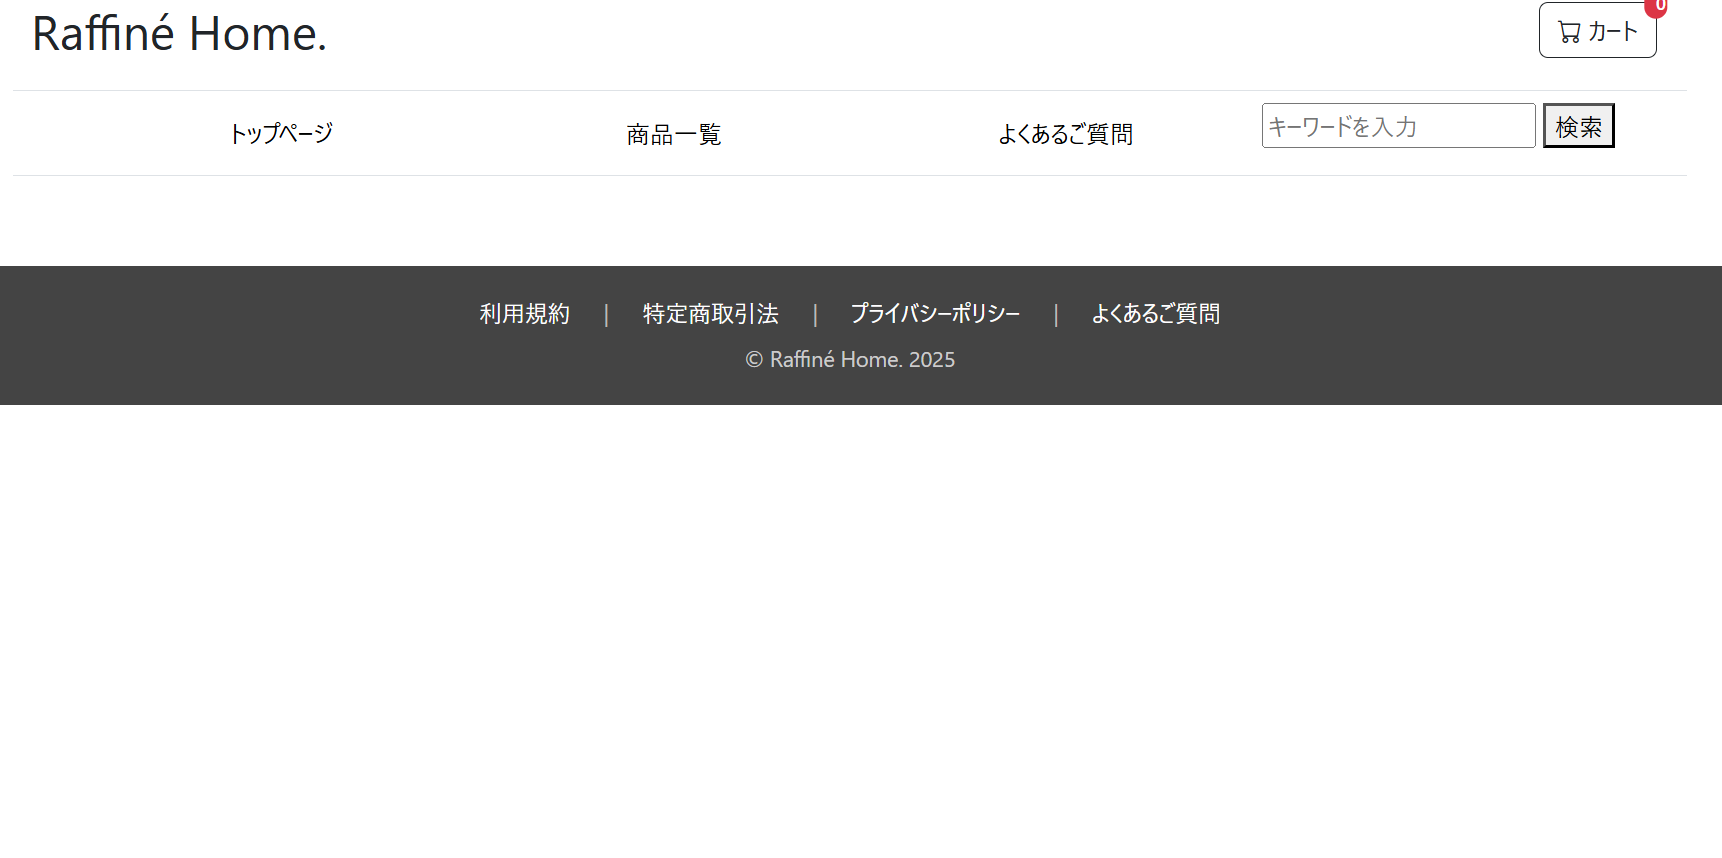 Raffiné Home.
カート 0
トップページ 商品一覧 よくあるご質問 キーワードを入力 検索
利用規約 | 特定商取引法 | プライバシーポリシー | よくあるご質問
© Raffiné Home. 2025